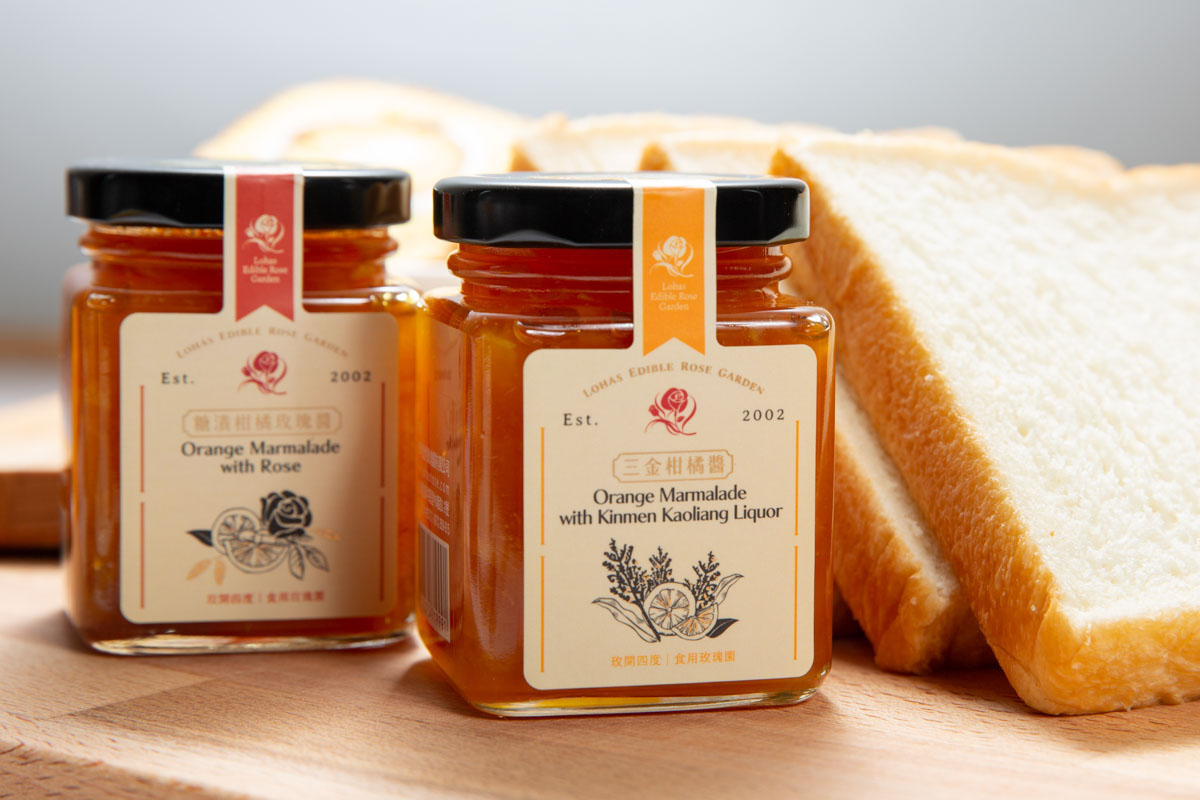 Lohas
Edible Rose
Garden
LOHAS EDIBLE ROSE GARDEN
Est. 2002
糖漬柑橘玫瑰醬
Orange Marmalade
with Rose
玫開四度 | 食用玫瑰園
Lohas
Edible Rose
Garden
LOHAS EDIBLE ROSE GARDEN
Est. 2002
三金柑橘醬
Orange Marmalade
with Kinmen Kaoliang Liquor
玫開四度 | 食用玫瑰園